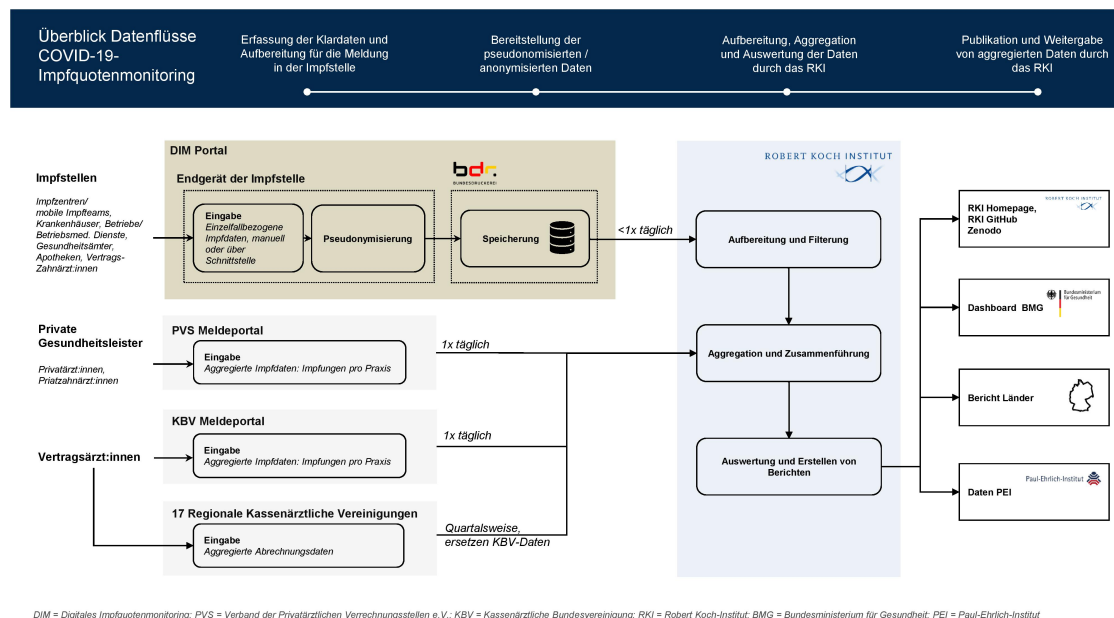 Überblick Datenflüsse
COVID-19-
Impfquotenmonitoring
Erfassung der Klardaten und
Aufbereitung für die Meldung
in der Impfstelle
Bereitstellung der
pseudonomisierten /
anonymisierten Daten
Aufbereitung, Aggregation
und Auswertung der Daten
durch das RKI
Publikation und Weitergabe
von aggregierten Daten durch
das RKI
DIM Portal
Endgerät der Impfstelle
bdr.
BUNDESDRUCKEREI
ROBERT KOCH INSTITUT
Impfstellen
Impfzentren/
mobile Impfteams,
Krankenhäuser, Betriebe/
Betriebsmed. Dienste,
Gesundheitsämter,
Apotheken, Vertrags-
Zahnärzt:innen
Eingabe
Einzelfallbezogene
Impfdaten, manuell
oder über
Schnittstelle
Pseudonymisierung
Speicherung
<1x täglich
Aufbereitung und Filterung
RKI Homepage,
RKI GitHub
Zenodo
ROBERT KOCH INSTITUT
Dashboard BMG
Bundesministerium
für Gesundheit
Private
Gesundheitsleister
Privatärzt:innen,
Priatzahnärzt:innen
PVS Meldeportal
Eingabe
Aggregierte Impfdaten: Impfungen pro Praxis
1x täglich
Aggregation und Zusammenführung
Bericht Länder
Vertragsärzt:innen
KBV Meldeportal
Eingabe
Aggregierte Impfdaten: Impfungen pro Praxis
1x täglich
Auswertung und Erstellen von
Berichten
Daten PEI
Paul-Ehrlich-Institut
17 Regionale Kassenärztliche Vereinigungen
Eingabe
Aggregierte Abrechnungsdaten
Quartalsweise,
ersetzen KBV-Daten
DIM = Digitales Impfquotenmonitoring; PVS = Verband der Privatärztlichen Verrechnungsstellen e.V.; KBV = Kassenärztliche Bundesvereinigung; RKI = Robert Koch-Institut; BMG = Bundesministerium für Gesundheit; PEI = Paul-Ehrlich-Institut